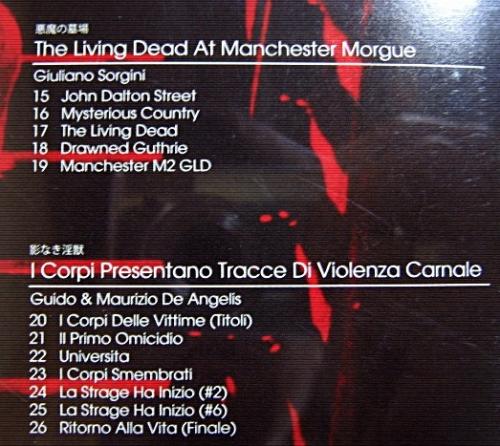 悪魔の墓場
The Living Dead At Manchester Morgue
Giuliano Sorgini
15 John Dalton Street
16 Mysterious Country
17 The Living Dead
18 Drawned Guthrie
19 Manchester M2 GLD
影なき淫獣
I Corpi Presentano Tracce Di Violenza Carnale
Guido & Maurizio De Angelis
20 I Corpi Delle Vittime (Titoli)
21 Il Primo Omicidio
22 Universita
23 I Corpi Smembrati
24 La Strage Ha Inizio (#2)
25 La Strage Ha Inizio (#6)
26 Ritorno Alla Vita (Finale)